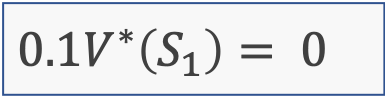 0.1V*(S₁) = 0